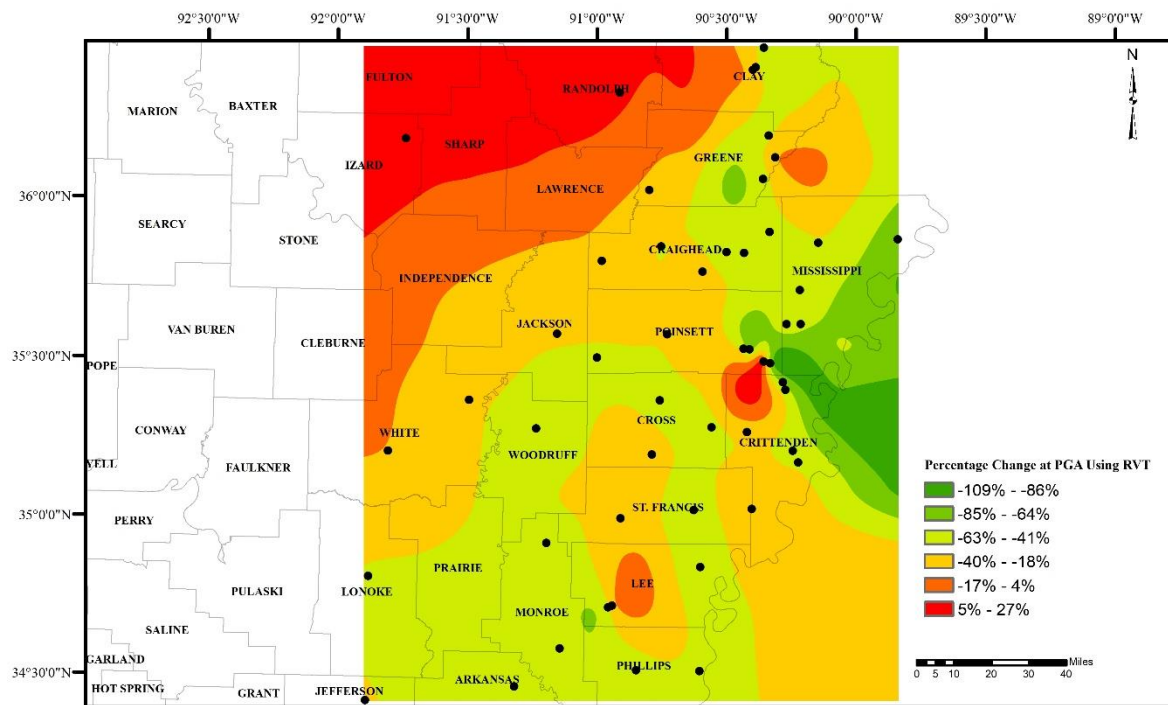 92°30'0"W 92°0'0"W 91°30'0"W 91°0'0"W 90°30'0"W 90°0'0"W 89°30'0"W 89°0'0"W
N
FULTON
CLAY
RANDOLPH
BAXTER
MARION
SHARP
IZARD
GREENE
LAWRENCE
36°0'0"N
SEARCY
STONE
CRAIGHEAD
MISSISSIPPI
INDEPENDENCE
JACKSON
POINSETT
VAN BUREN
CLEBURNE
35°30'0"N
POPE
CROSS
CONWAY
WHITE
CRITTENDEN
WOODRUFF
YELL
FAULKNER
Percentage Change at PGA Using RVT
-109% - -86%
-85% - -64%
-63% - -41%
-40% - -18%
-17% - 4%
5% - 27%
ST. FRANCIS
35°0'0"N
PERRY
PRAIRIE
LEE
PULASKI
LONOKE
MONROE
SALINE
34°30'0"N
GARLAND
PHILLIPS
ARKANSAS
HOT SPRING
GRANT
JEFFERSON
Miles
0 5 10 20 30 40